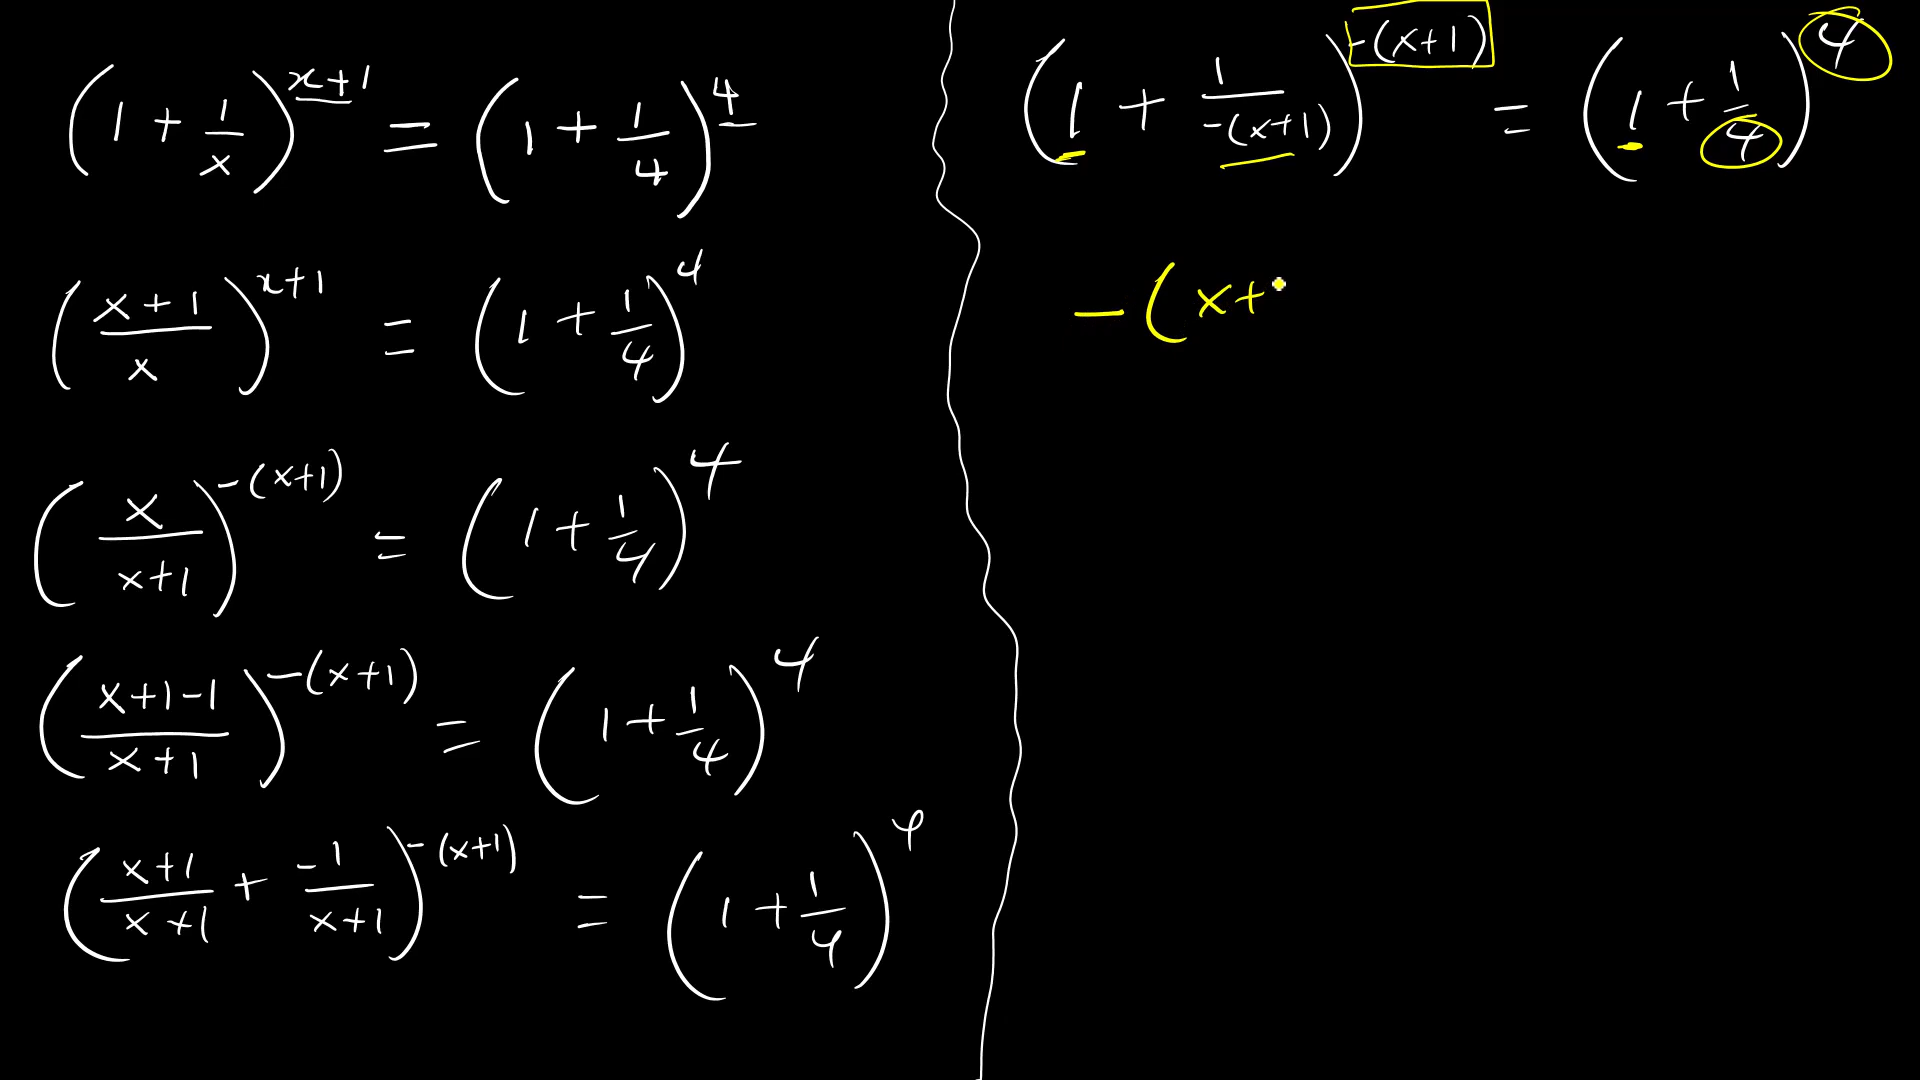 (1 + 1/x)^(x+1) = (1 + 1/4)^4
((x+1)/x)^(x+1) = (1 + 1/4)^4
(x/(x+1))^(-(x+1)) = (1 + 1/4)^4
((x+1-1)/(x+1))^(-(x+1)) = (1 + 1/4)^4
((x+1)/(x+1) + (-1)/(x+1))^(-(x+1)) = (1 + 1/4)^4
(1 + 1/(-(x+1)))^(-(x+1)) = (1 + 1/4)^4
-(x+